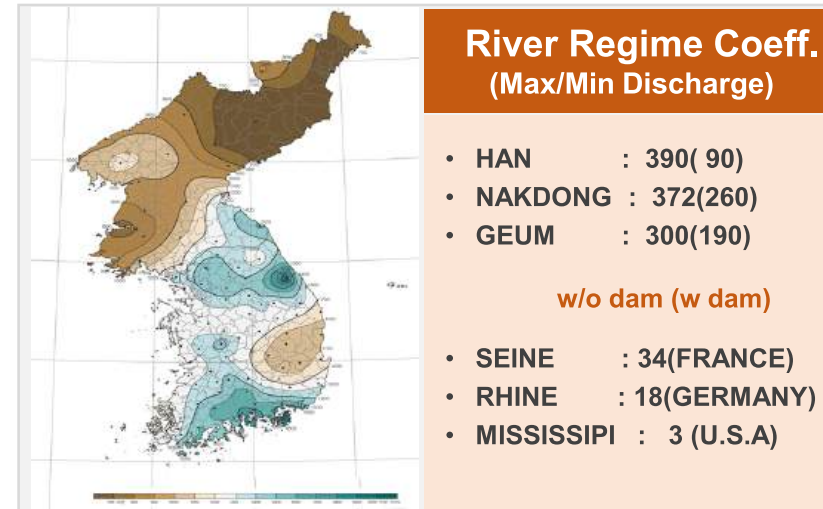 River Regime Coeff.
(Max/Min Discharge)
• HAN : 390( 90)
• NAKDONG : 372(260)
• GEUM : 300(190)
w/o dam (w dam)
• SEINE : 34(FRANCE)
• RHINE : 18(GERMANY)
• MISSISSIPI : 3 (U.S.A)